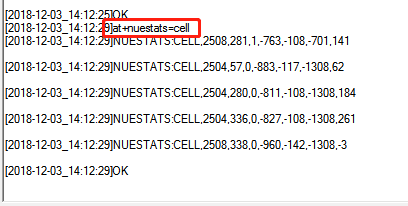 [2018-12-03_14:12:25]OK
[2018-12-03_14:12:29]at+nuestats=cell
[2018-12-03_14:12:29]NUESTATS:CELL,2508,281,1,-763,-108,-701,141
[2018-12-03_14:12:29]NUESTATS:CELL,2504,57,0,-883,-117,-1308,62
[2018-12-03_14:12:29]NUESTATS:CELL,2504,280,0,-811,-108,-1308,184
[2018-12-03_14:12:29]NUESTATS:CELL,2504,336,0,-827,-108,-1308,261
[2018-12-03_14:12:29]NUESTATS:CELL,2508,338,0,-960,-142,-1308,-3
[2018-12-03_14:12:29]OK